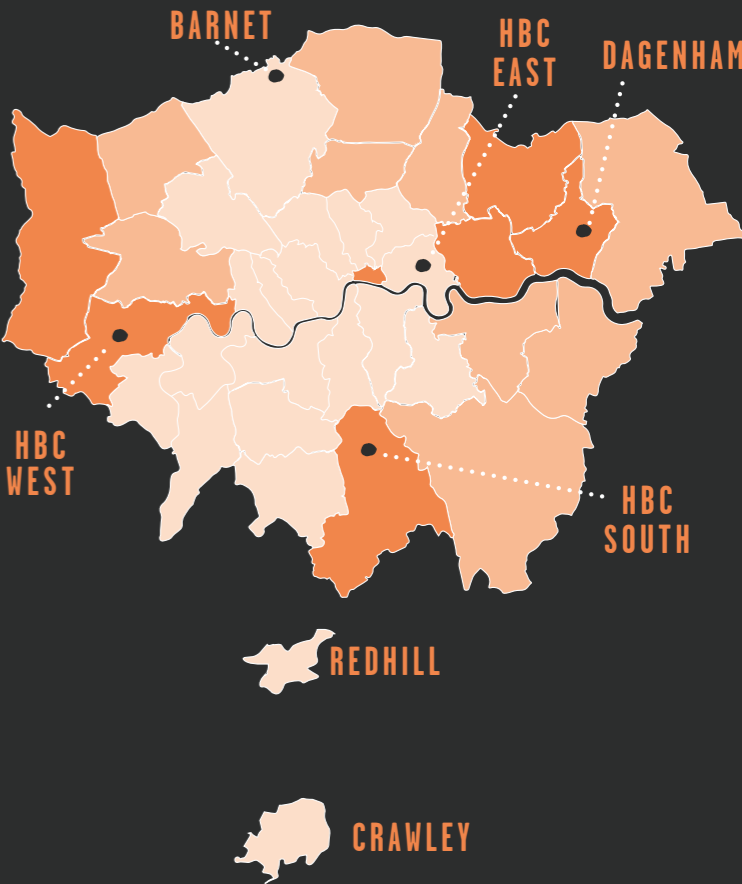 BARNET
HBC
EAST
DAGENHAM
HBC
WEST
HBC
SOUTH
REDHILL
CRAWLEY